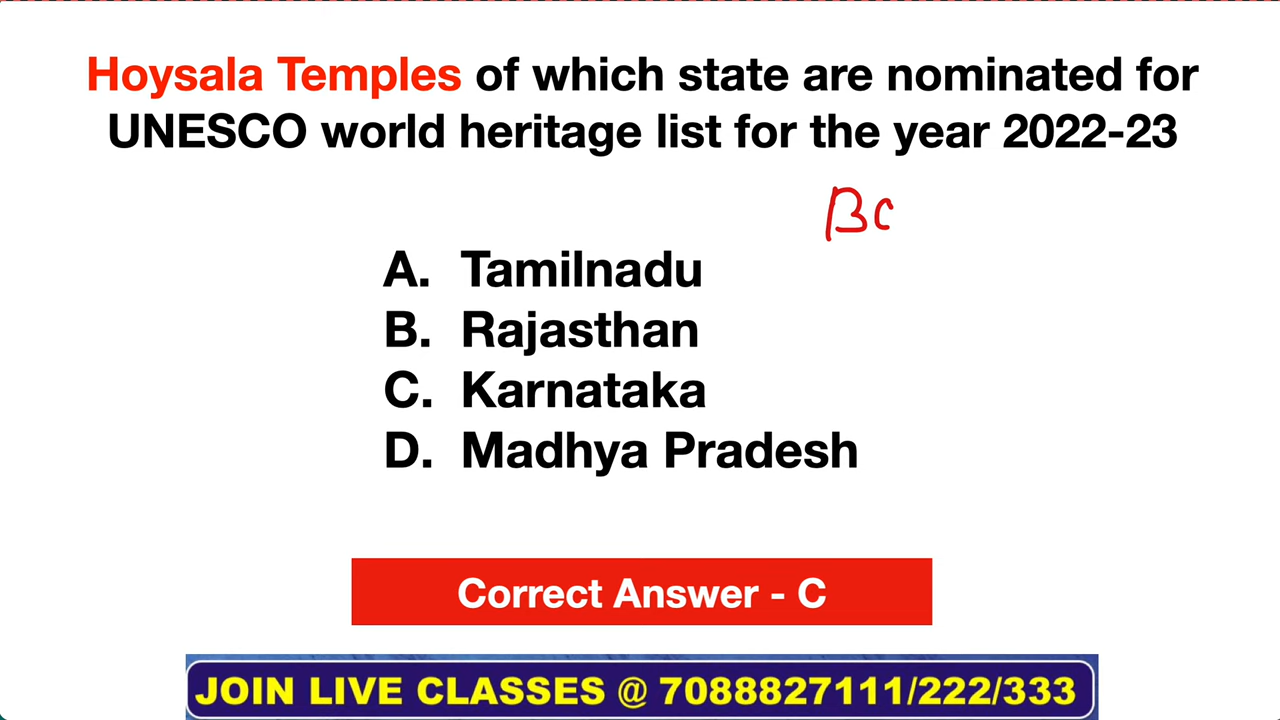 Hoysala Temples of which state are nominated for
UNESCO world heritage list for the year 2022-23
BC
A. Tamilnadu
B. Rajasthan
C. Karnataka
D. Madhya Pradesh
Correct Answer - C
JOIN LIVE CLASSES @ 7088827111/222/333